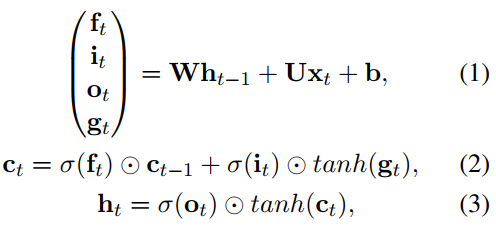 f_t
i_t
o_t
g_t
= Wh_{t−1} + Ux_t + b, (1)
c_t = σ(f_t) ⊙ c_{t−1} + σ(i_t) ⊙ tanh(g_t), (2)
h_t = σ(o_t) ⊙ tanh(c_t), (3)